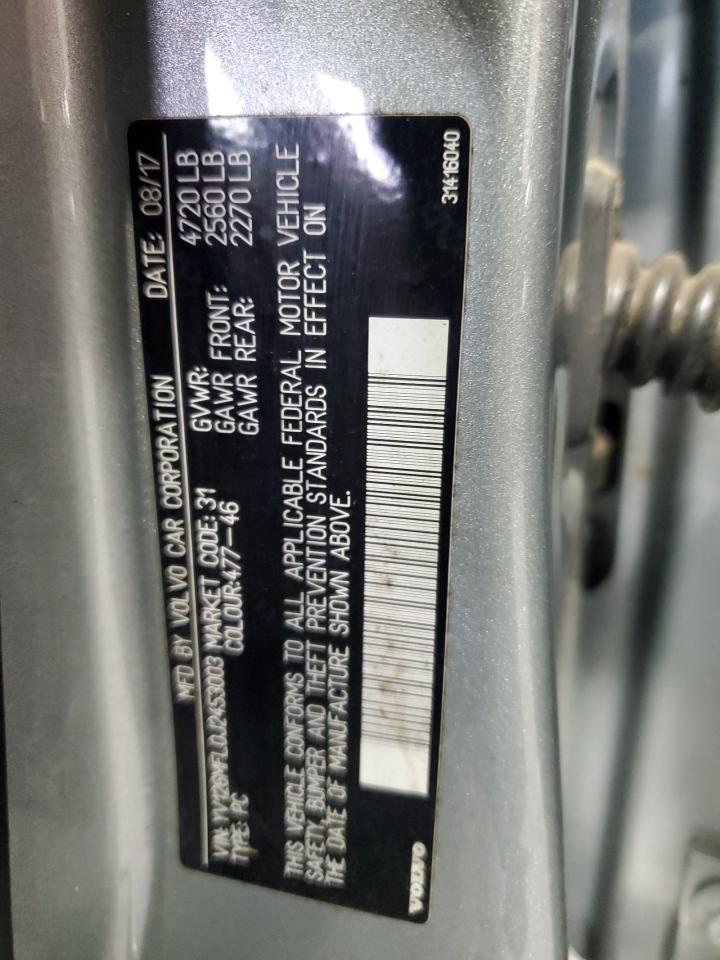 MFD BY VOLVO CAR CORPORATION DATE: 08/17
VIN: YV126MFL0J2453003 MARKET CODE: 31 GVWR: 4720 LB
TYPE: PC COLOUR: 477-46 GAWR FRONT: 2560 LB
GAWR REAR: 2270 LB
THIS VEHICLE CONFORMS TO ALL APPLICABLE FEDERAL MOTOR VEHICLE
SAFETY, BUMPER AND THEFT PREVENTION STANDARDS IN EFFECT ON
THE DATE OF MANUFACTURE SHOWN ABOVE.
VOLVO 31416040